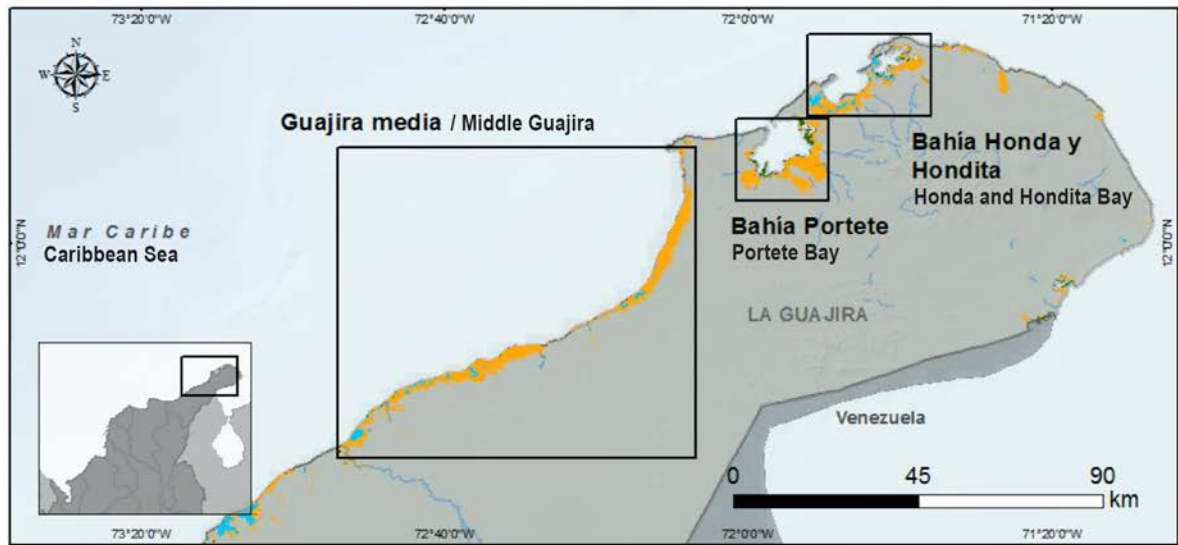 73°20'0"W 72°40'0"W 72°0'0"W 71°20'0"W
N
W E
S
Guajira media / Middle Guajira
Bahía Honda y
Hondita
Honda and Hondita Bay
Mar Caribe
Caribbean Sea
Bahía Portete
Portete Bay
12°0'0"N
12°0'0"N
LA GUAJIRA
Venezuela
0 45 90
km
73°20'0"W 72°40'0"W 72°0'0"W 71°20'0"W